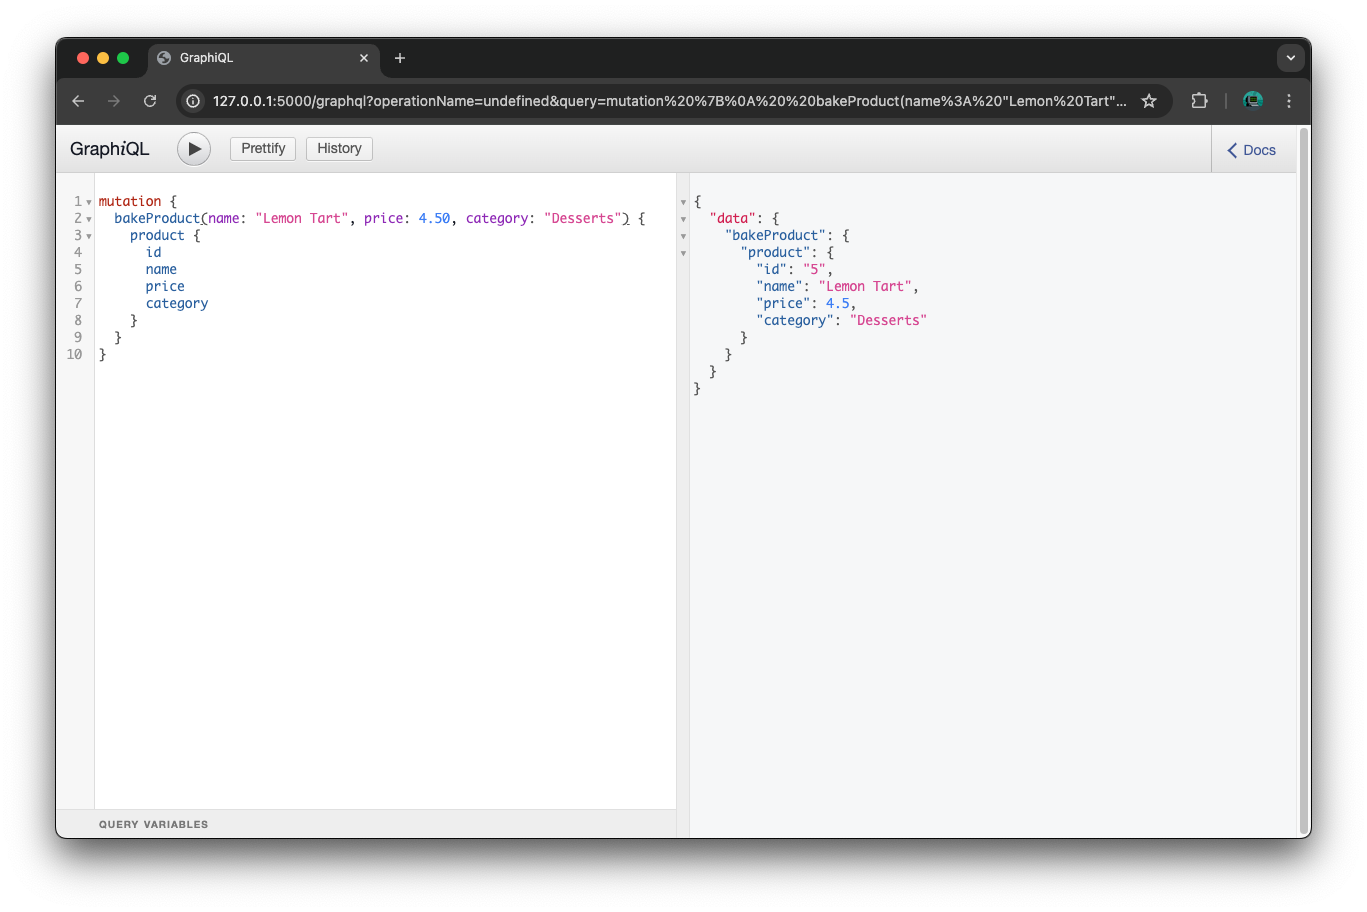 GraphiQL
127.0.0.1:5000/graphql?operationName=undefined&query=mutation%20%7B%0A%20%20bakeProduct(name%3A%20"Lemon%20Tart"...
GraphiQL
Prettify
History
Docs
1 mutation {
2 bakeProduct(name: "Lemon Tart", price: 4.50, category: "Desserts") {
3 product {
4 id
5 name
6 price
7 category
8 }
9 }
10 }
{
"data": {
"bakeProduct": {
"product": {
"id": "5",
"name": "Lemon Tart",
"price": 4.5,
"category": "Desserts"
}
}
}
}
QUERY VARIABLES